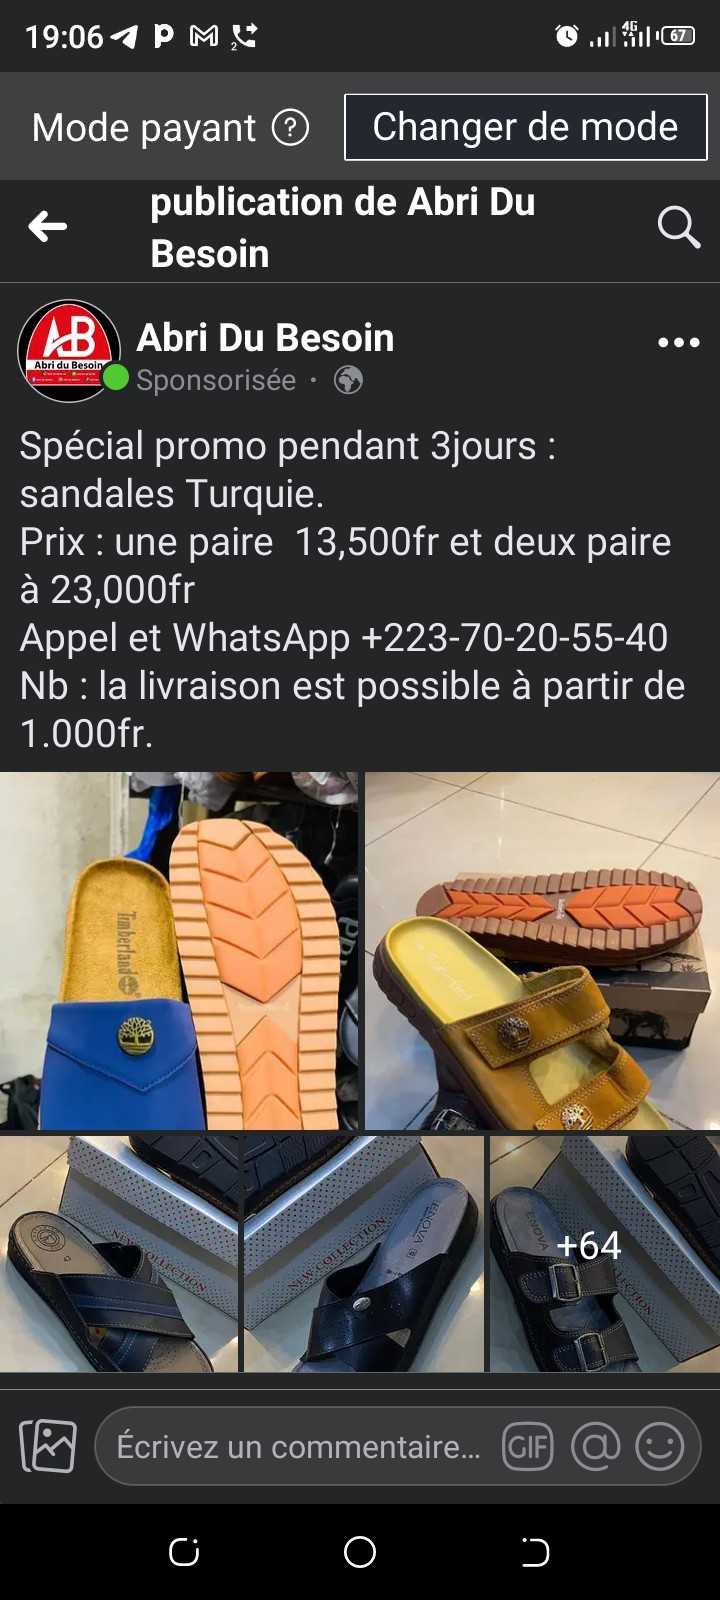 19:06
2
4G
67
Mode payant ?
Changer de mode
publication de Abri Du
Besoin
AB
Abri du Besoin
Abri Du Besoin
Sponsorisée ·
Spécial promo pendant 3jours :
sandales Turquie.
Prix : une paire  13,500fr et deux paire
à 23,000fr
Appel et WhatsApp +223-70-20-55-40
Nb : la livraison est possible à partir de
1.000fr.
Timberland
NEW COLLECTION
ENOVA
NEW COLLECTION
ENOVA
+64
Écrivez un commentaire...
GIF
@